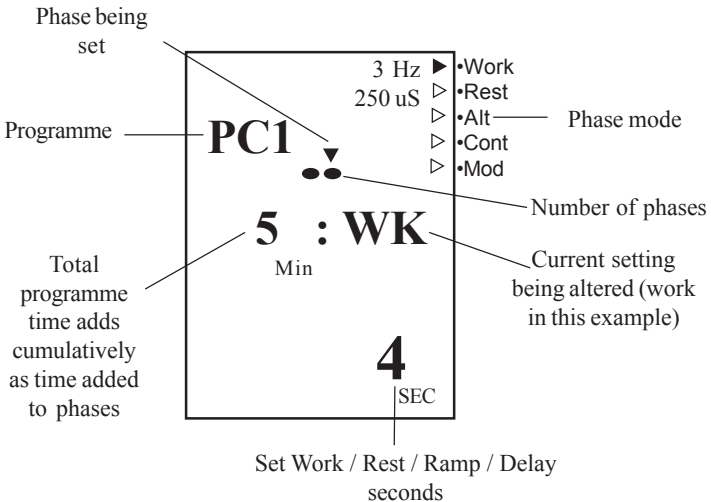 Phase being
set
3 Hz
•Work
250 uS
•Rest
•Alt
Phase mode
Programme
PC1
•Cont
•Mod
Number of phases
5 : WK
Min
Current setting
being altered (work
in this example)
Total
programme
time adds
cumulatively
as time added
to phases
4
SEC
Set Work / Rest / Ramp / Delay
seconds